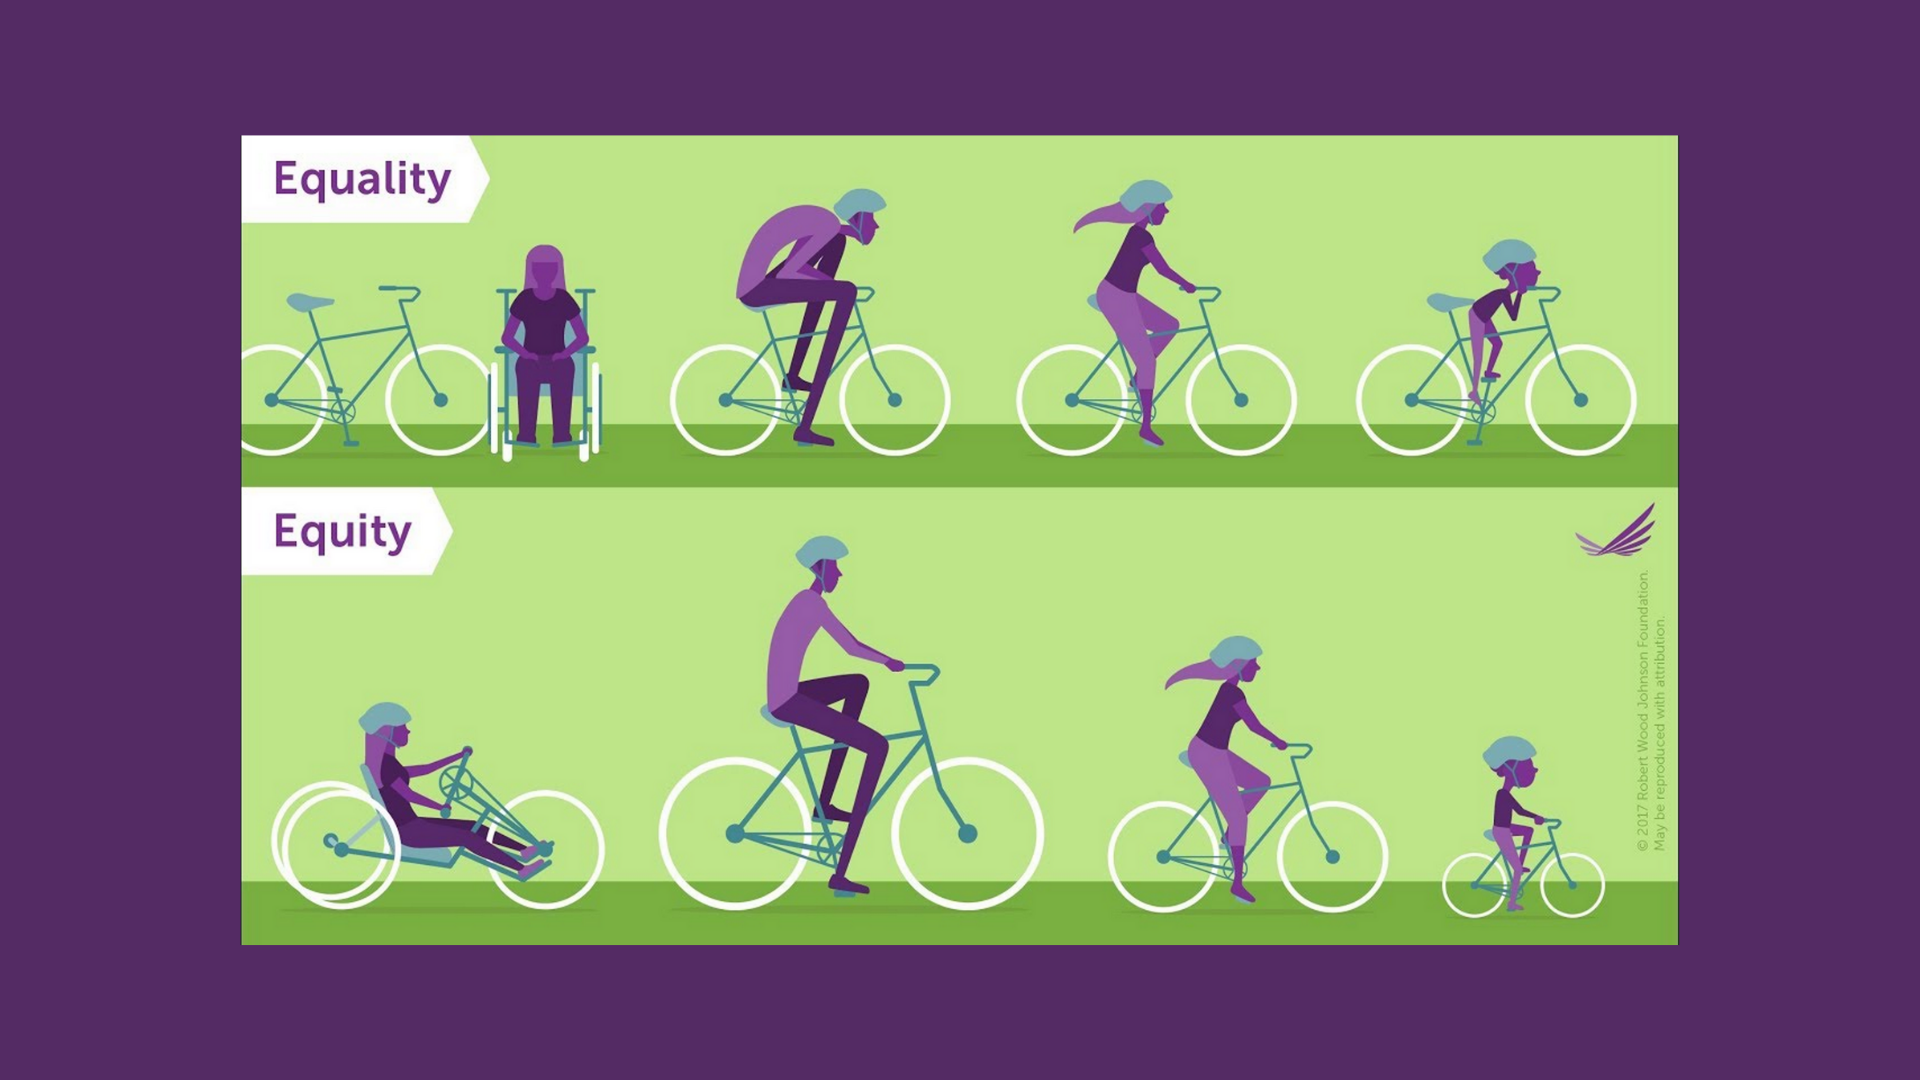 Equality
Equity
© 2017 Robert Wood Johnson Foundation.
May be reproduced with attribution.